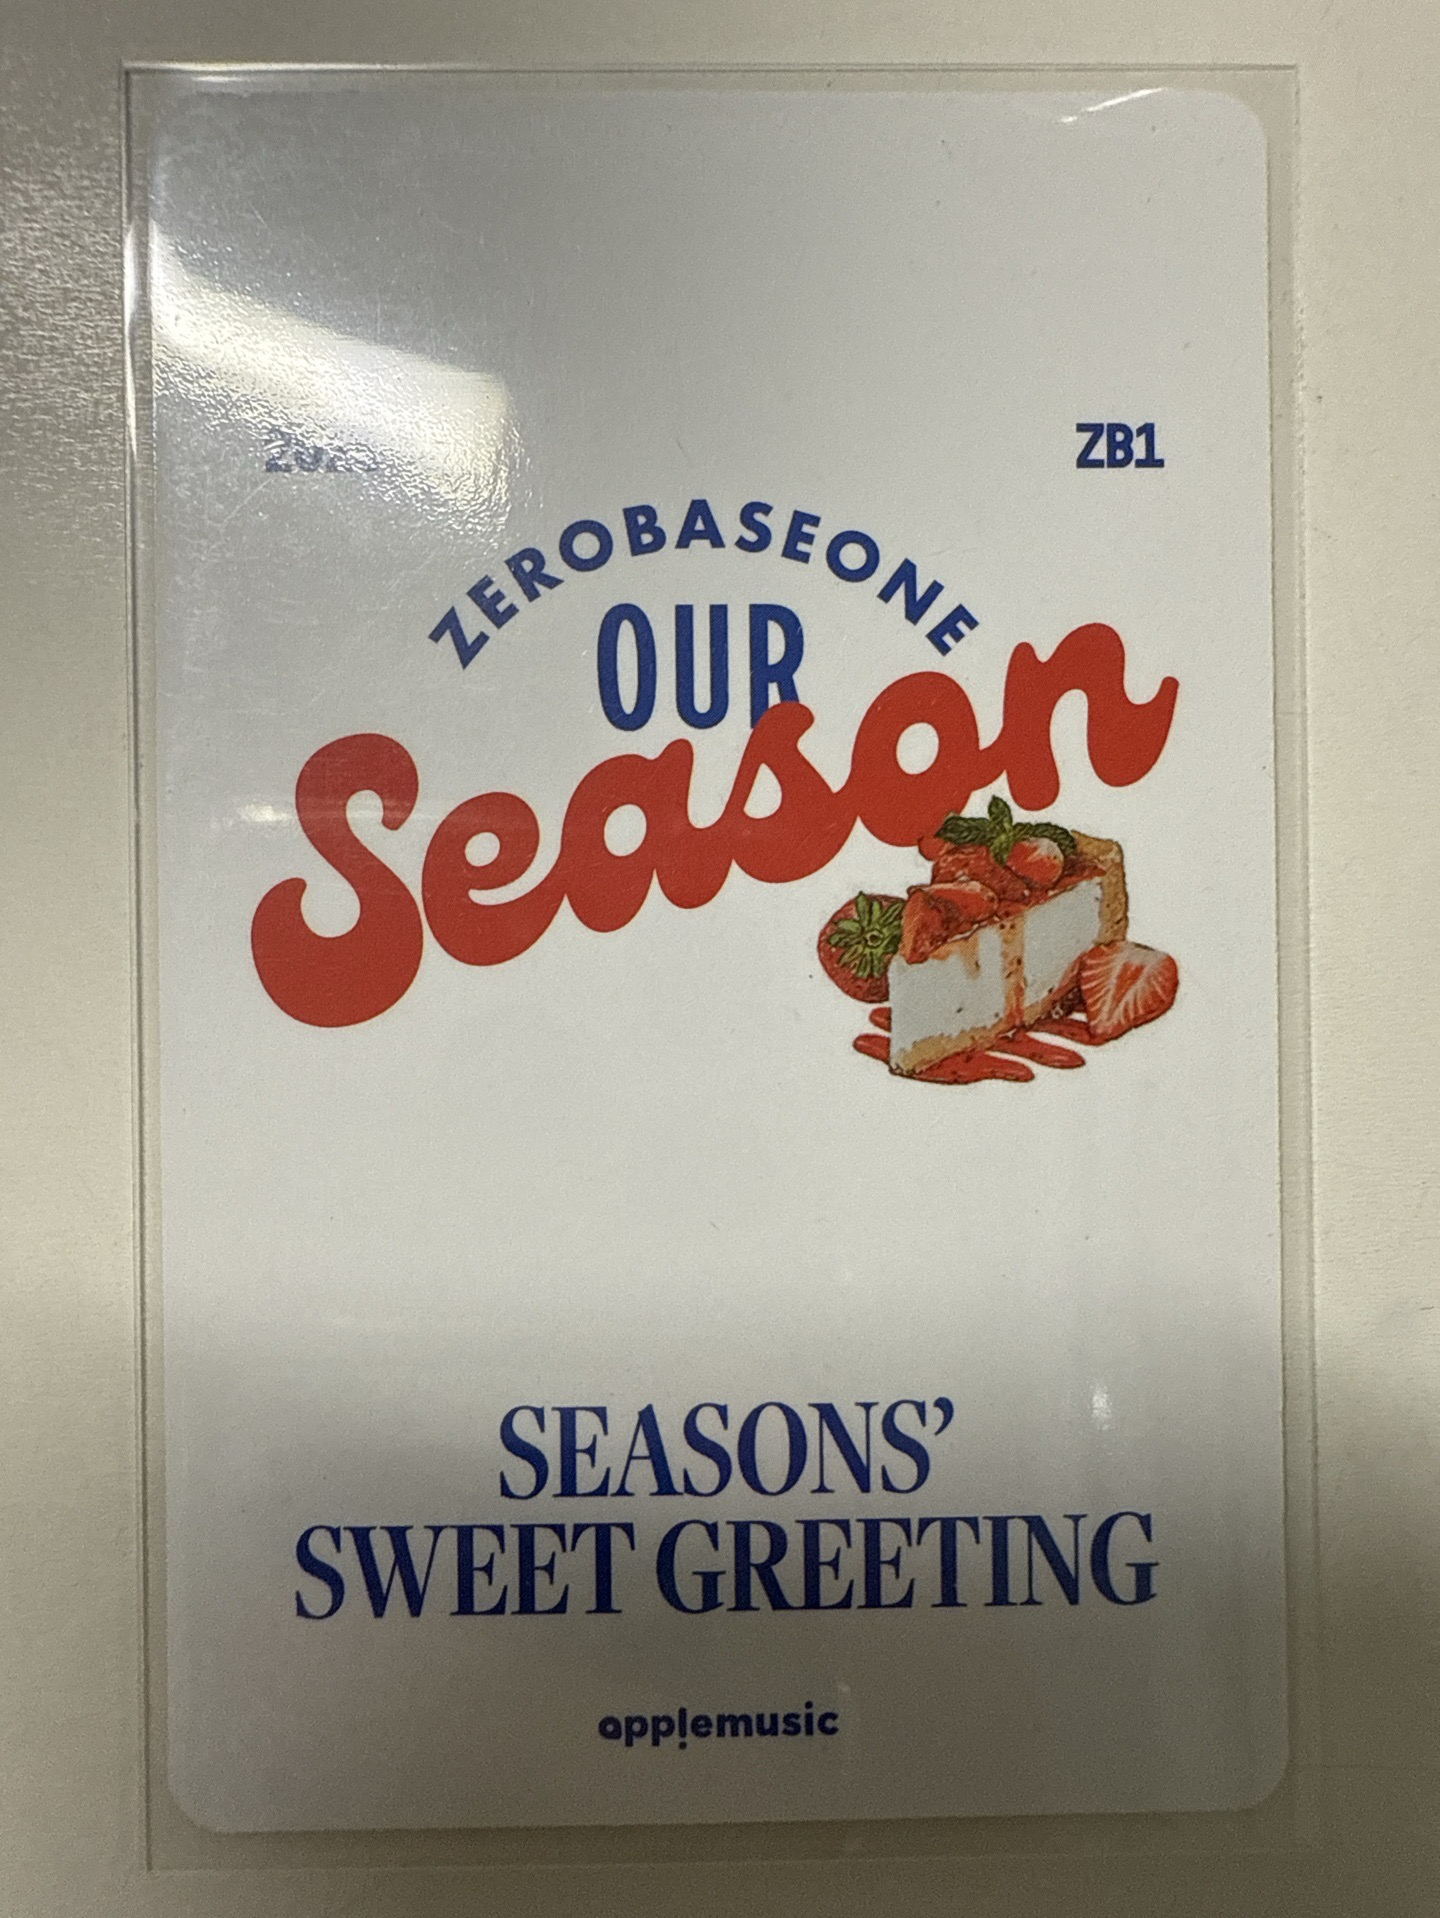 ZB1
ZEROBASEONE
OUR
Season
SEASONS’
SWEET GREETING
applemusic